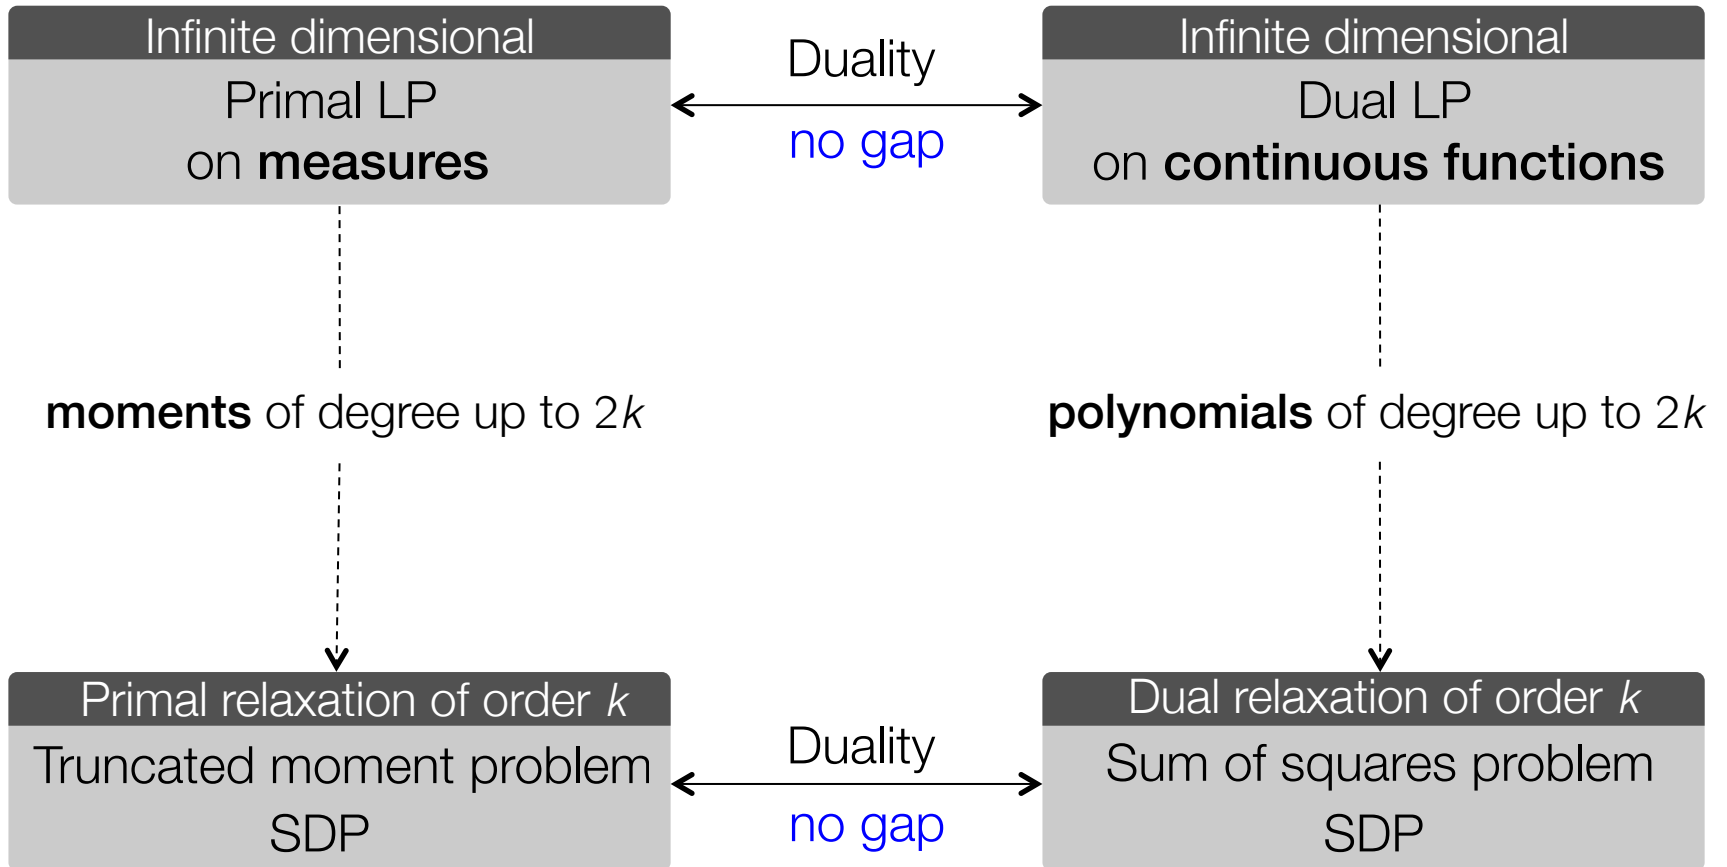 Infinite dimensional
Primal LP
on measures
Duality
no gap
Infinite dimensional
Dual LP
on continuous functions
moments of degree up to 2k
polynomials of degree up to 2k
Primal relaxation of order k
Truncated moment problem
SDP
Duality
no gap
Dual relaxation of order k
Sum of squares problem
SDP